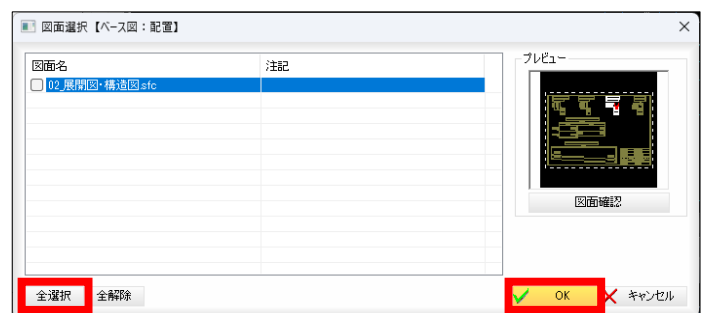 図面選択【ベース図：配置】
図面名 注記
02_展開図・構造図.sfc
プレビュー
図面確認
全選択 全解除 OK キャンセル